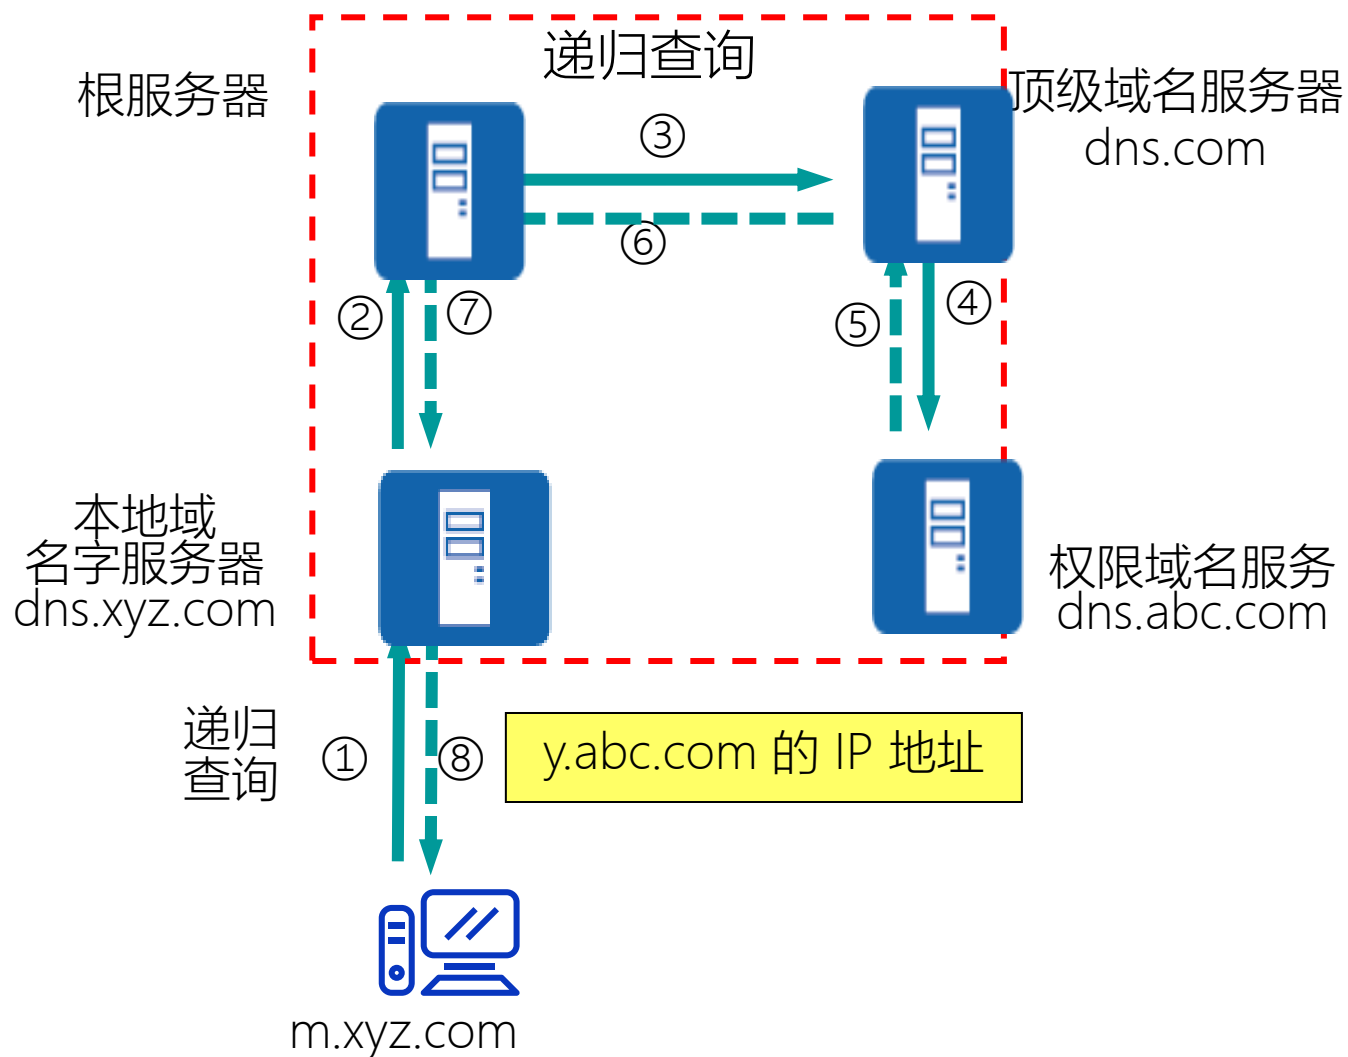 递归查询
根服务器
顶级域名服务器
dns.com
③
⑥
②
⑦
⑤
④
本地域
名字服务器
dns.xyz.com
权限域名服务
dns.abc.com
递归
查询
①
⑧
y.abc.com 的 IP 地址
m.xyz.com